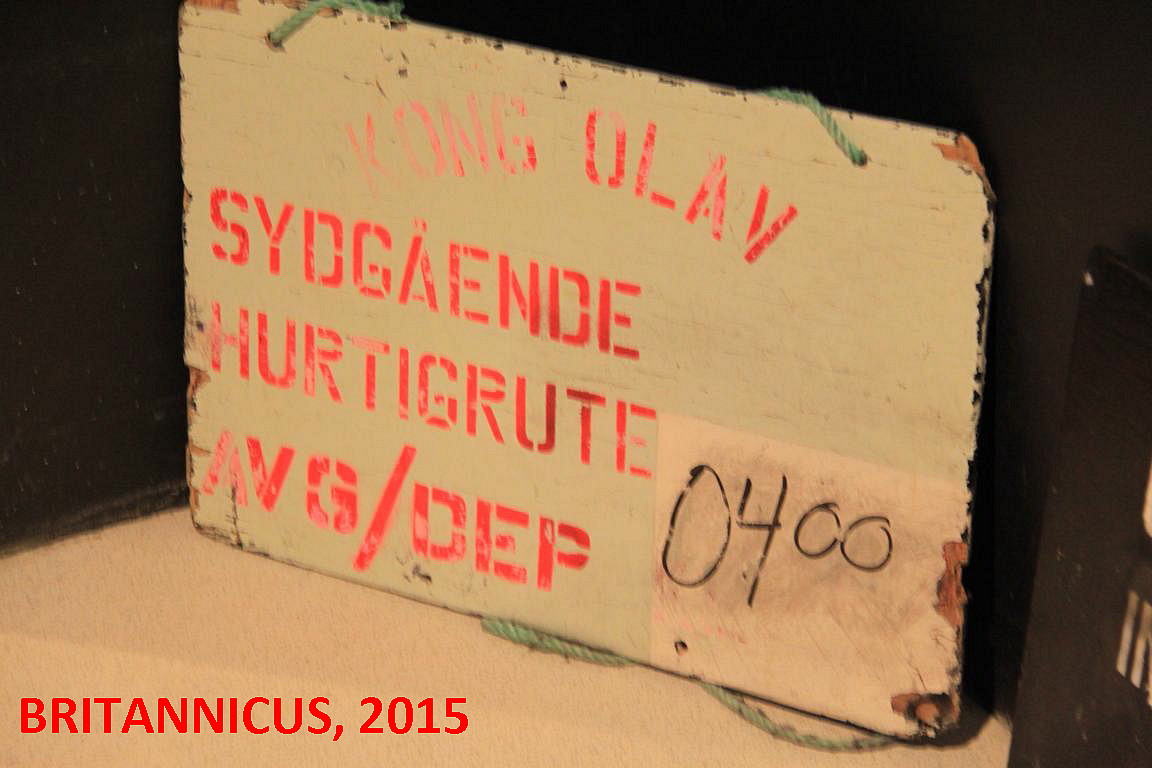 KONG OLAV
SYDGÅENDE
HURTIGRUTE
AVG/DEP 0400
BRITANNICUS, 2015